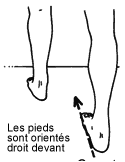 Les pieds
sont orientés
droit devant